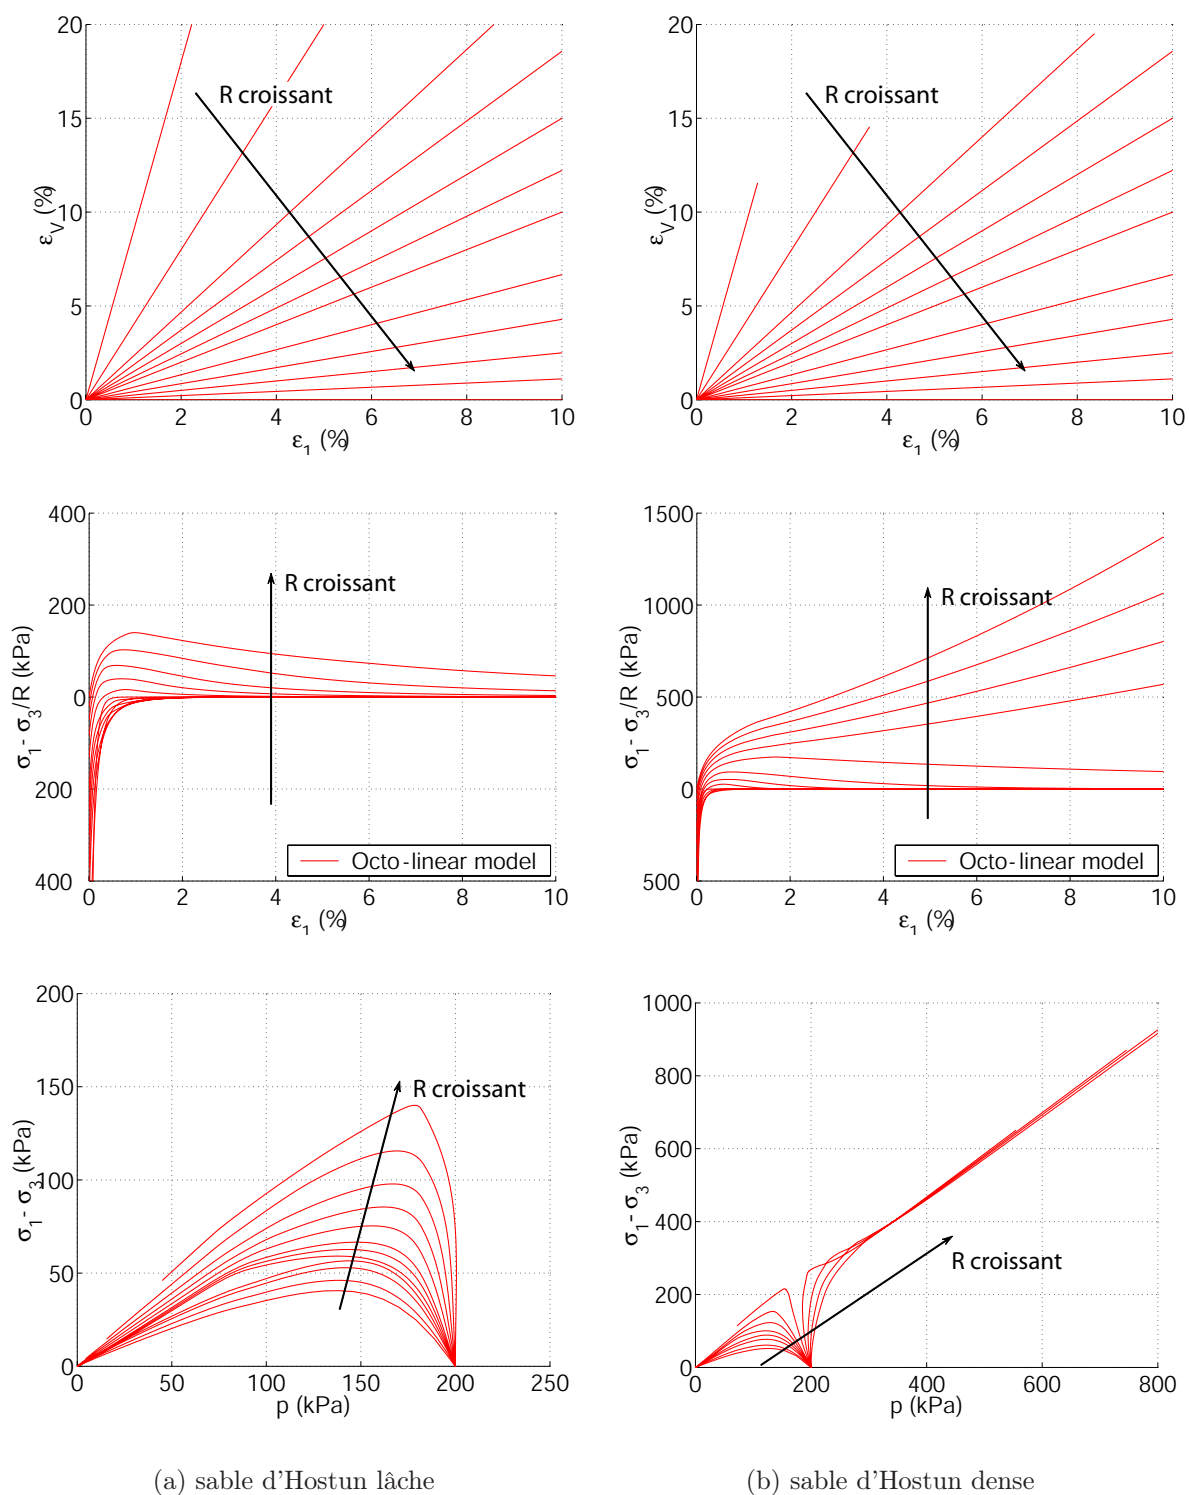 20
15
10
5
0
ε_V (%)
R croissant
0 2 4 6 8 10
ε_1 (%)
20
15
10
5
0
ε_V (%)
R croissant
0 2 4 6 8 10
ε_1 (%)
400
200
0
200
400
σ_1 - σ_3/R (kPa)
R croissant
Octo-linear model
0 2 4 6 8 10
ε_1 (%)
1500
1000
500
0
500
σ_1 - σ_3/R (kPa)
R croissant
Octo-linear model
0 2 4 6 8 10
ε_1 (%)
200
150
100
50
0
σ_1 - σ_3 (kPa)
R croissant
0 50 100 150 200 250
p (kPa)
1000
800
600
400
200
0
σ_1 - σ_3 (kPa)
R croissant
0 200 400 600 800
p (kPa)
(a) sable d'Hostun lâche
(b) sable d'Hostun dense